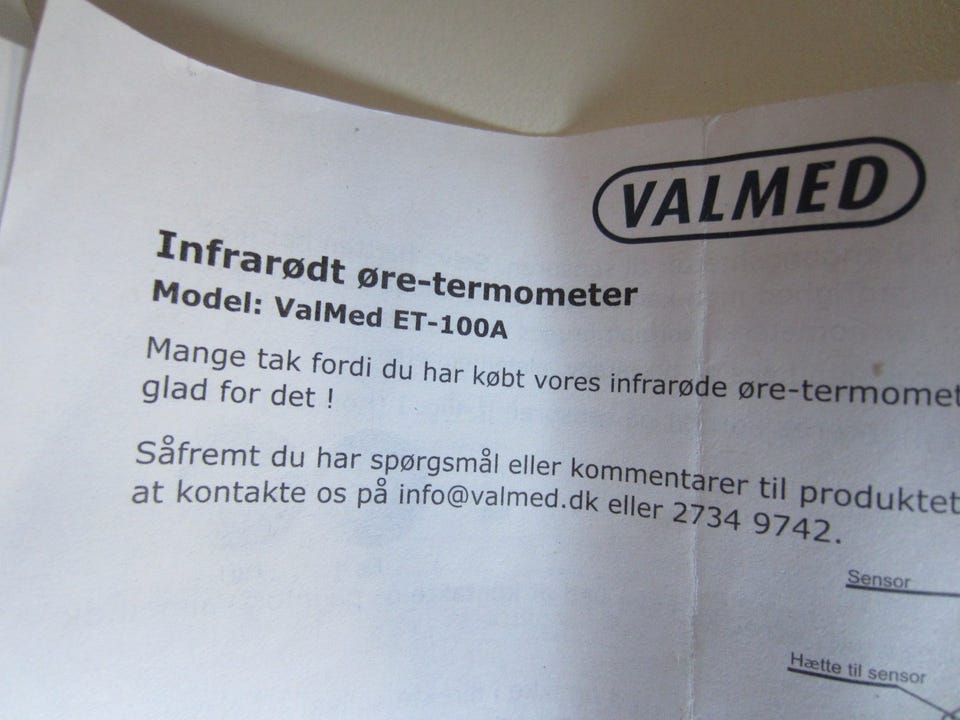 VALMED
Infrarødt øre-termometer
Model: ValMed ET-100A
Mange tak fordi du har købt vores infrarøde øre-termomet
glad for det !
Såfremt du har spørgsmål eller kommentarer til produktet
at kontakte os på info@valmed.dk eller 2734 9742.
Sensor
Hætte til sensor